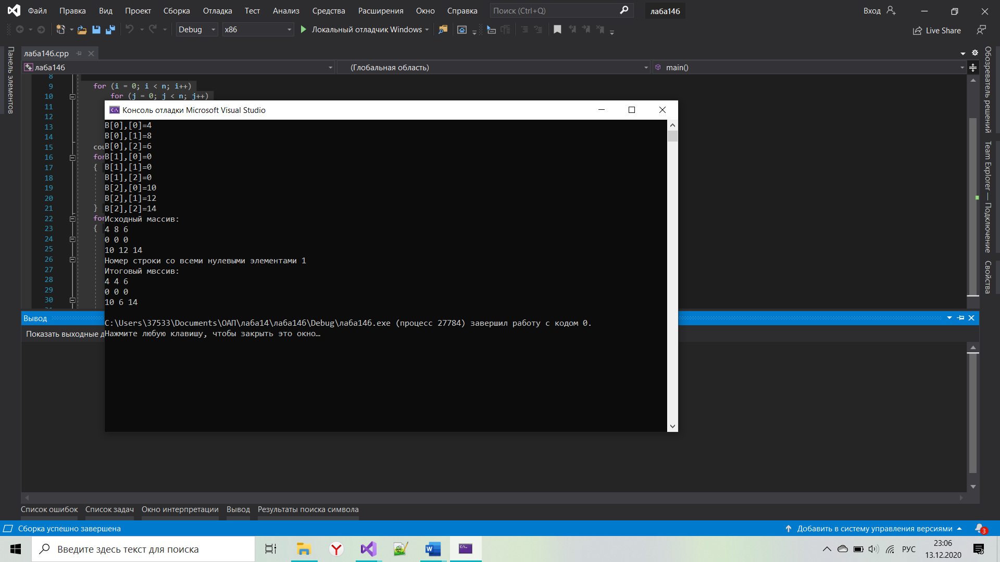 Файл Правка Вид Проект Сборка Отладка Тест Анализ Средства Расширения Окно Справка Поиск (Ctrl+Q) лаба14б Вход
Debug x86 Локальный отладчик Windows Live Share
Панель элементов
лаба14б.cpp
лаба14б (Глобальная область) main()
8
9 for (i = 0; i < n; i++)
10 for (j = 0; j < n; j++)
11
12
13
14
15 cou
16 for
17 {
18
19
20
21 }
22 for
23 {
24
25
26
27
28
29
30
Консоль отладки Microsoft Visual Studio
B[0],[0]=4
B[0],[1]=8
B[0],[2]=6
B[1],[0]=0
B[1],[1]=0
B[1],[2]=0
B[2],[0]=10
B[2],[1]=12
B[2],[2]=14
Исходный массив:
4 8 6
0 0 0
10 12 14
Номер строки со всеми нулевыми элементами 1
Итоговый мвссив:
4 4 6
0 0 0
10 6 14
C:\Users\37533\Documents\ОАП\лаба14\лаба14б\Debug\лаба14б.exe (процесс 27784) завершил работу с кодом 0.
Нажмите любую клавишу, чтобы закрыть это окно…
Обозреватель решений
Team Explorer — Подключение
Свойства
Вывод
Показать выходные д
Список ошибок Список задач Окно интерпретации Вывод Результаты поиска символа
Сборка успешно завершена Добавить в систему управления версиями 3
Введите здесь текст для поиска РУС 23:06
13.12.2020